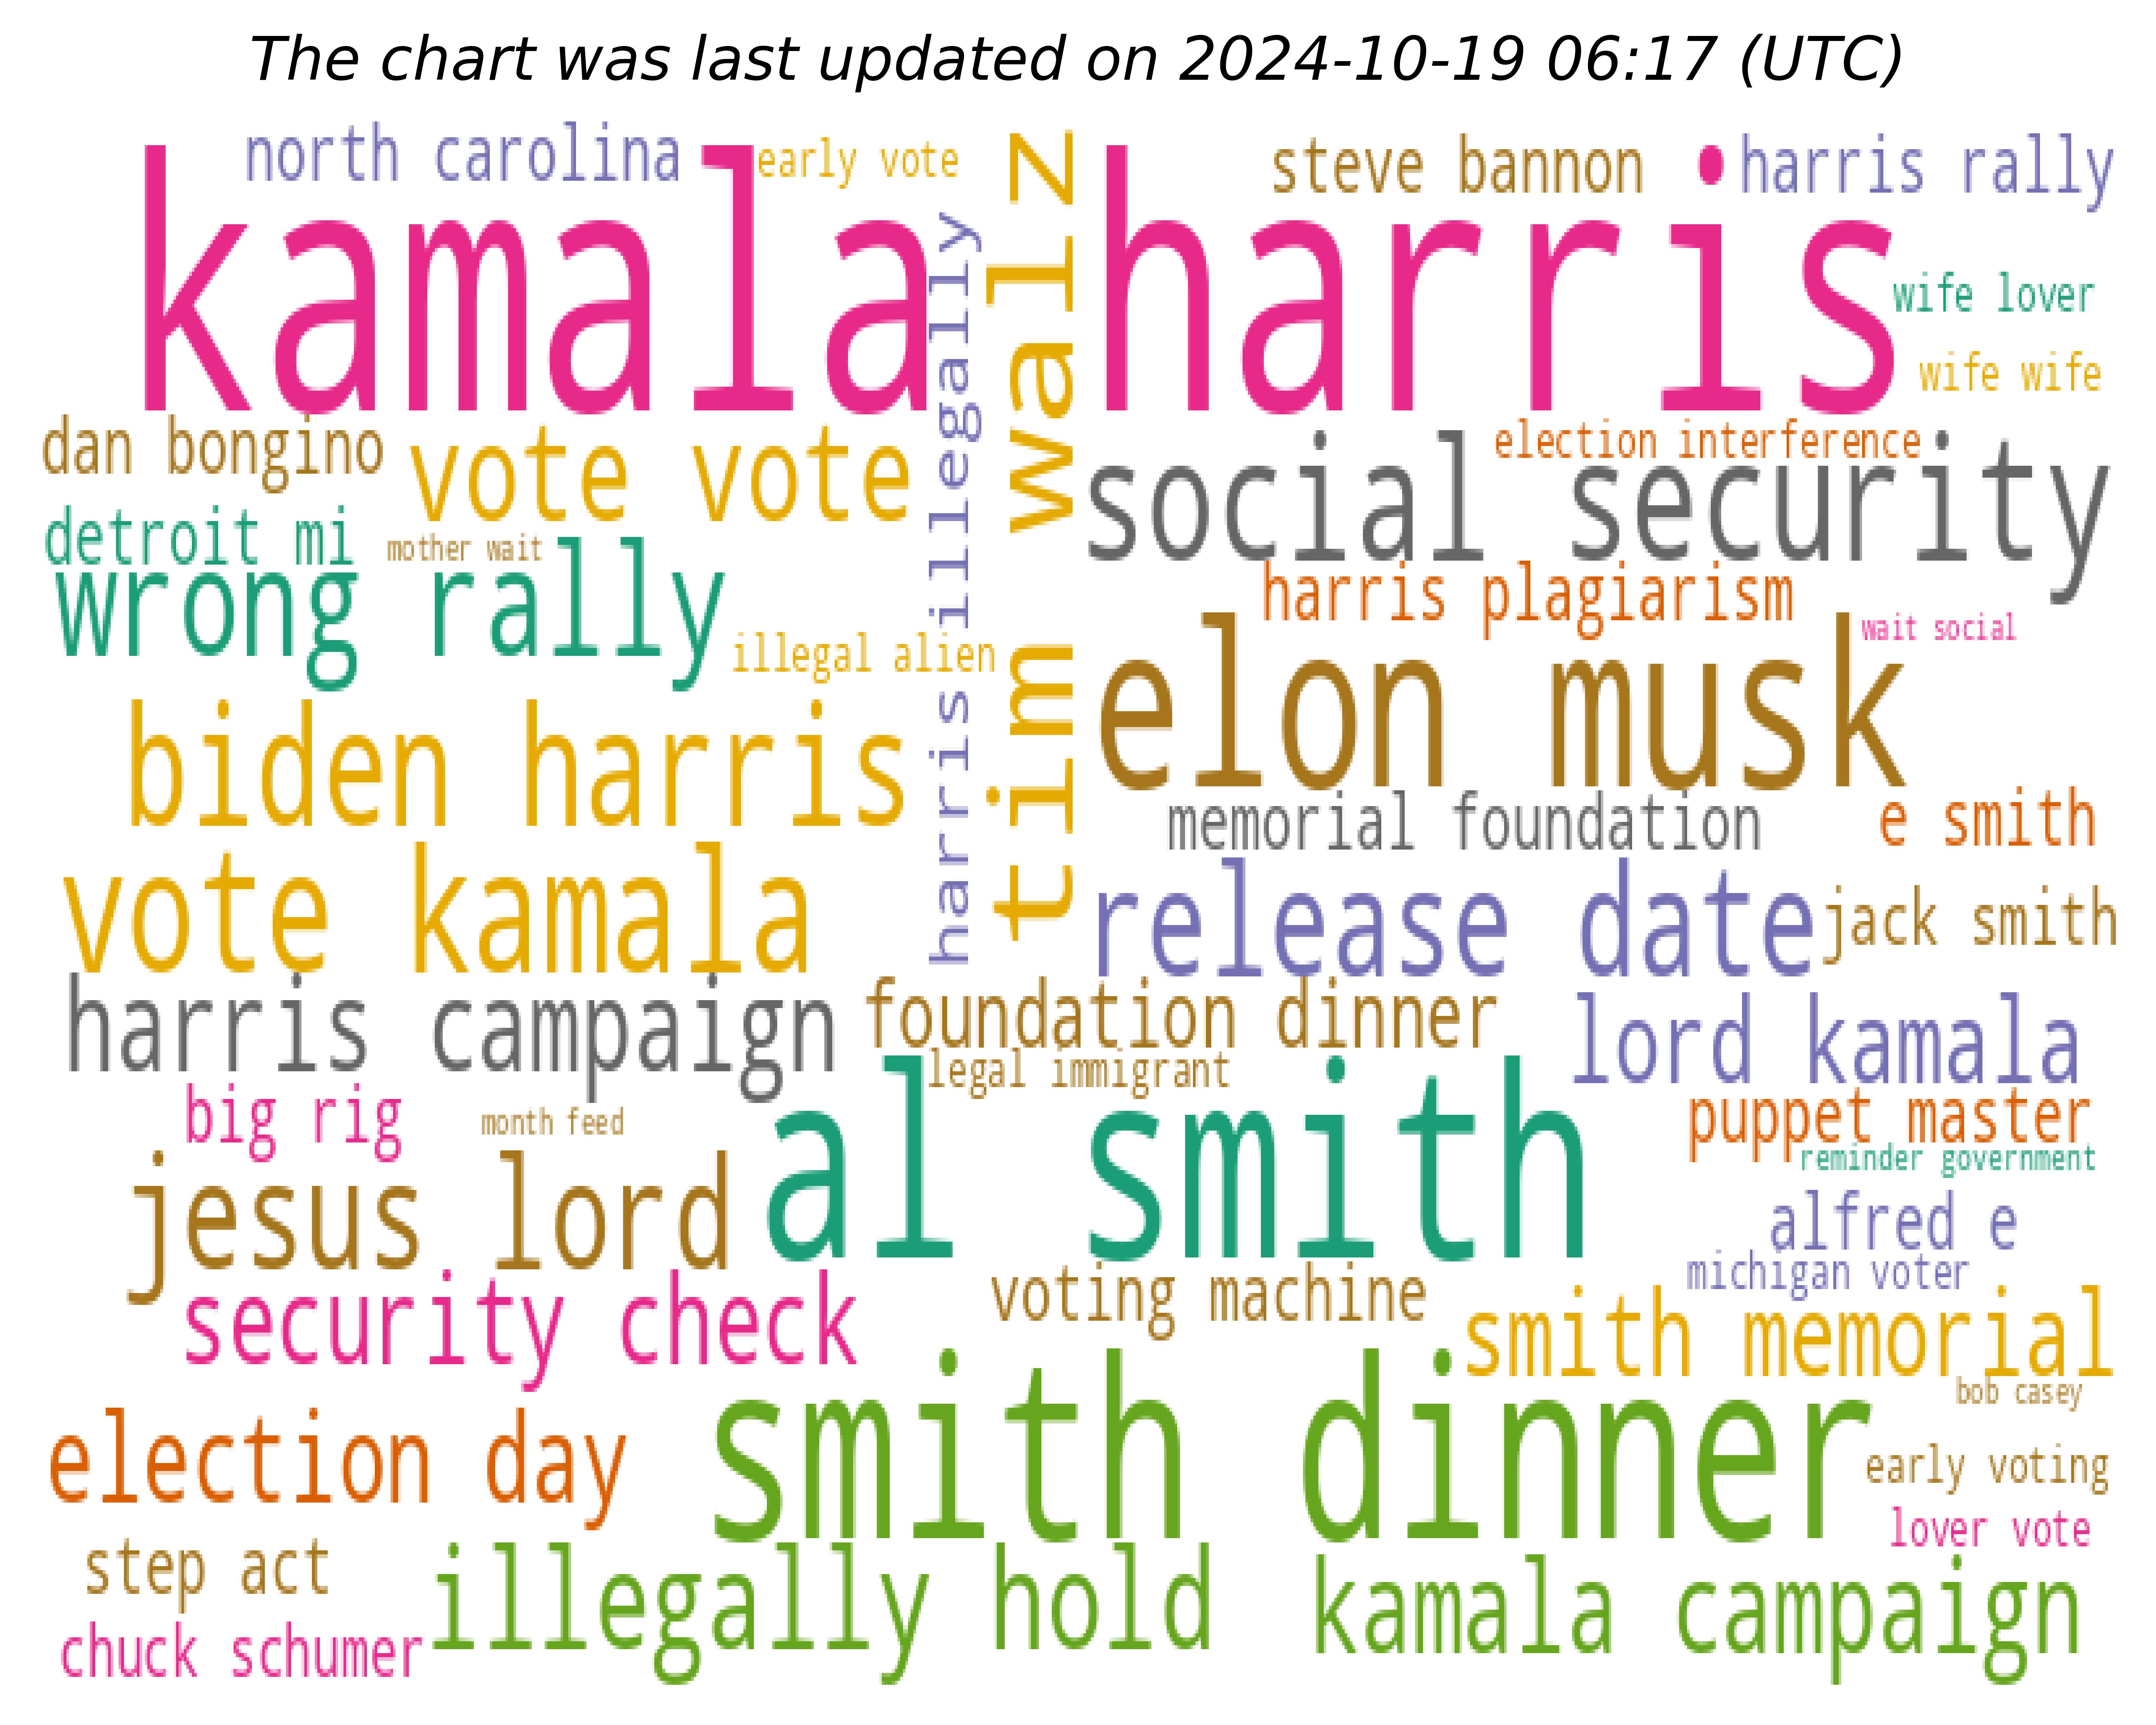 The chart was last updated on 2024-10-19 06:17 (UTC)
north carolina
early vote
steve bannon
harris rally
kamala harris
wife lover
wife wife
tim walz
harris illegally
dan bongino
vote vote
election interference
social security
detroit mi
mother wait
wrong rally
harris plagiarism
wait social
illegal alien
elon musk
biden harris
memorial foundation
e smith
vote kamala
release date
jack smith
harris campaign
foundation dinner
lord kamala
legal immigrant
big rig
month feed
puppet master
al smith
reminder government
jesus lord
alfred e
michigan voter
security check
voting machine
smith memorial
bob casey
election day
smith dinner
early voting
lover vote
step act
illegally hold
kamala campaign
chuck schumer